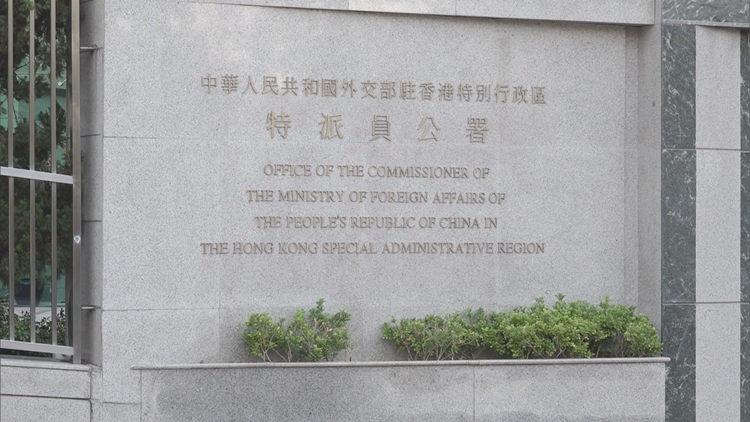 中華人民共和國外交部駐香港特別行政區
特派員公署
OFFICE OF THE COMMISSIONER OF
THE MINISTRY OF FOREIGN AFFAIRS OF
THE PEOPLE'S REPUBLIC OF CHINA IN
THE HONG KONG SPECIAL ADMINISTRATIVE REGION